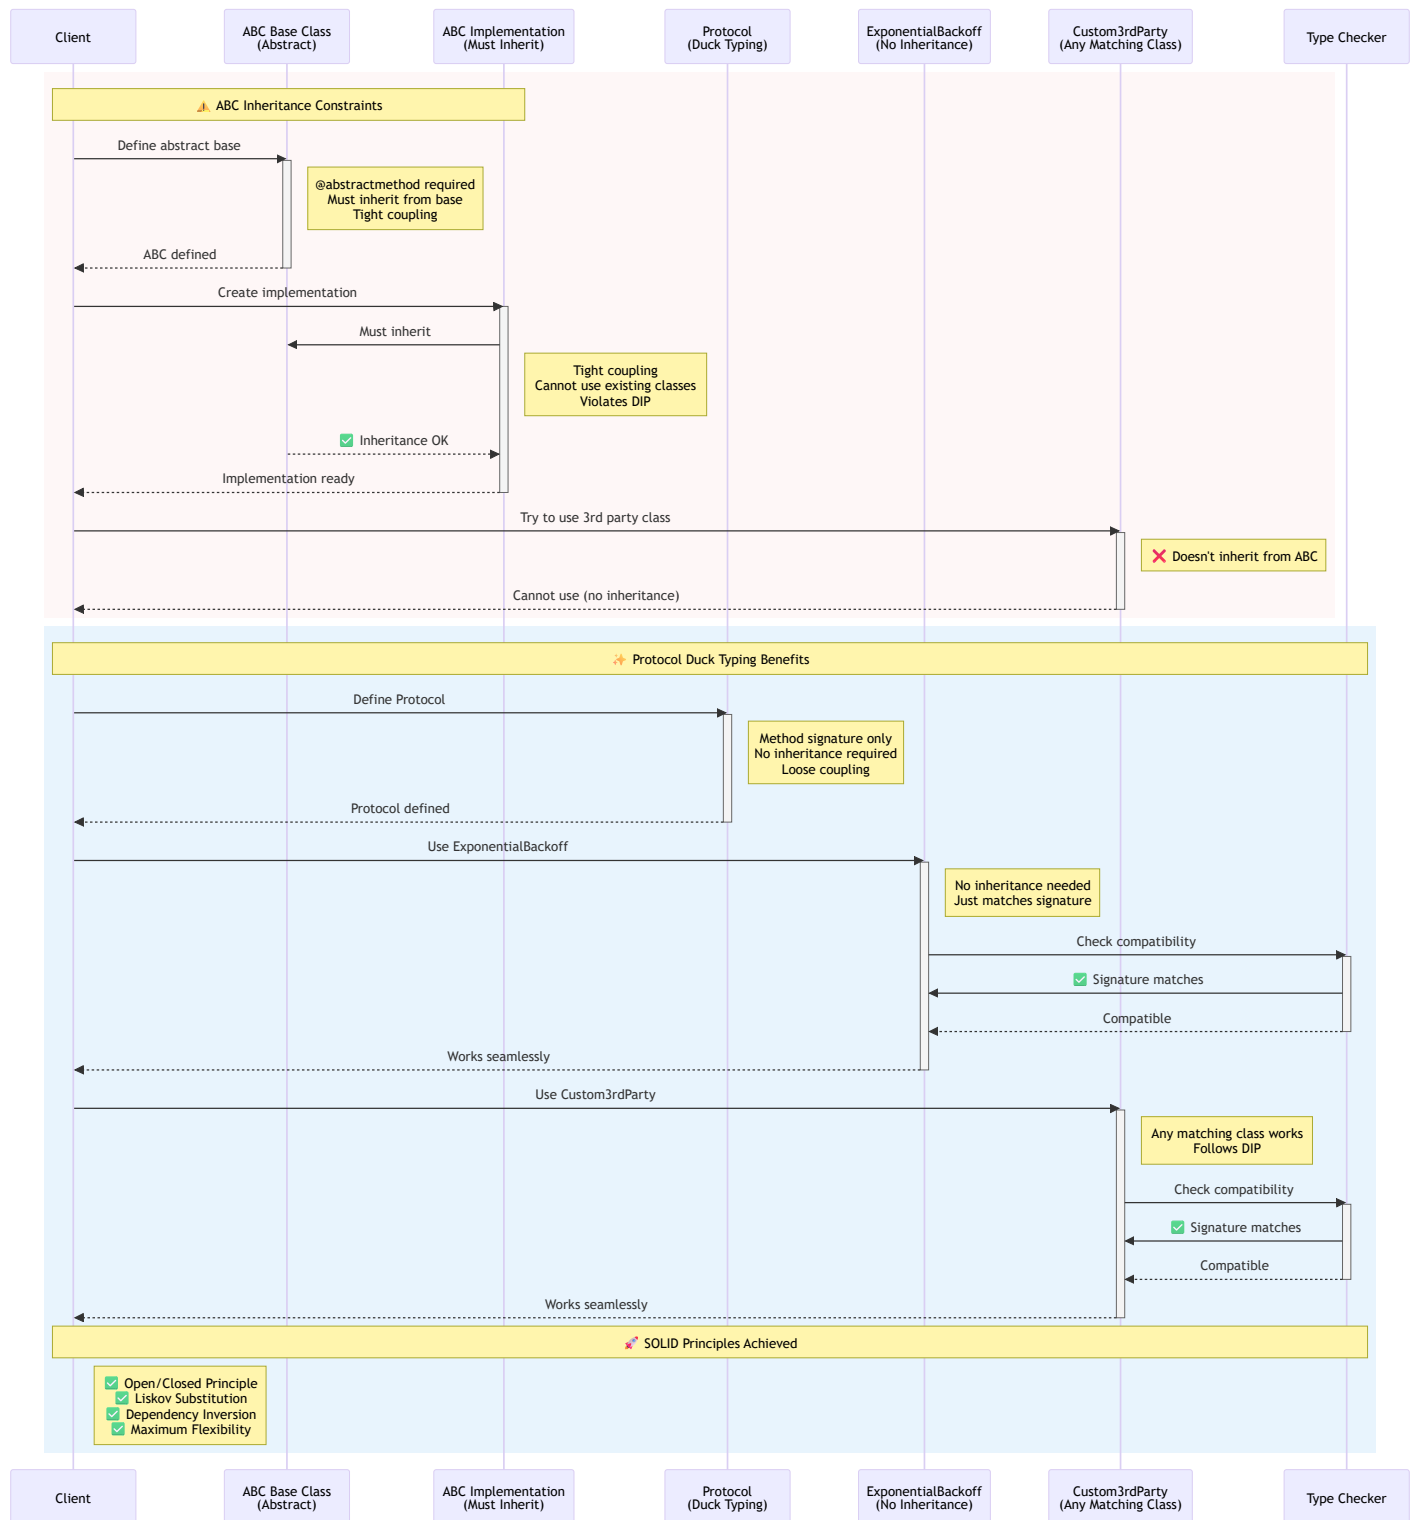 Client
ABC Base Class
(Abstract)
ABC Implementation
(Must Inherit)
Protocol
(Duck Typing)
ExponentialBackoff
(No Inheritance)
Custom3rdParty
(Any Matching Class)
Type Checker
⚠️ ABC Inheritance Constraints
Define abstract base
@abstractmethod required
Must inherit from base
Tight coupling
ABC defined
Create implementation
Must inherit
Tight coupling
Cannot use existing classes
Violates DIP
✅ Inheritance OK
Implementation ready
Try to use 3rd party class
❌ Doesn't inherit from ABC
Cannot use (no inheritance)
✨ Protocol Duck Typing Benefits
Define Protocol
Method signature only
No inheritance required
Loose coupling
Protocol defined
Use ExponentialBackoff
No inheritance needed
Just matches signature
Check compatibility
✅ Signature matches
Compatible
Works seamlessly
Use Custom3rdParty
Any matching class works
Follows DIP
Check compatibility
✅ Signature matches
Compatible
Works seamlessly
🚀 SOLID Principles Achieved
✅ Open/Closed Principle
✅ Liskov Substitution
✅ Dependency Inversion
✅ Maximum Flexibility
Client
ABC Base Class
(Abstract)
ABC Implementation
(Must Inherit)
Protocol
(Duck Typing)
ExponentialBackoff
(No Inheritance)
Custom3rdParty
(Any Matching Class)
Type Checker